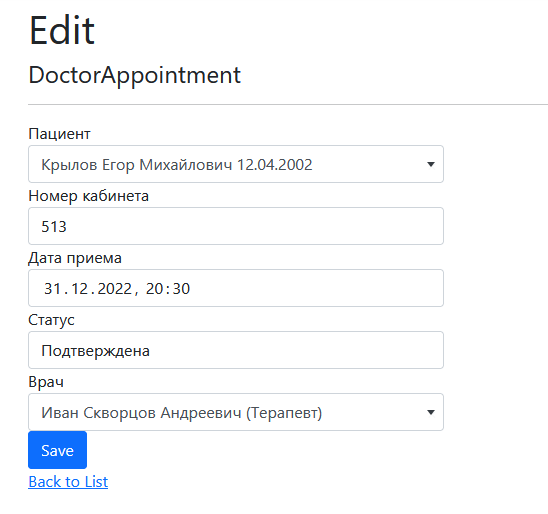 Edit
DoctorAppointment
Пациент
Крылов Егор Михайлович 12.04.2002
Номер кабинета
513
Дата приема
31.12.2022, 20:30
Статус
Подтверждена
Врач
Иван Скворцов Андреевич (Терапевт)
Save
Back to List